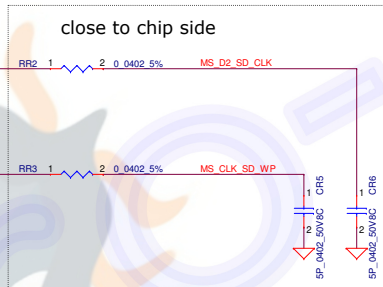 close to chip side
RR2 1 2 0_0402_5% MS_D2_SD_CLK
RR3 1 2 0_0402_5% MS_CLK_SD_WP
1 CR5
1 CR6
2 5P_0402_50V8C
2 5P_0402_50V8C